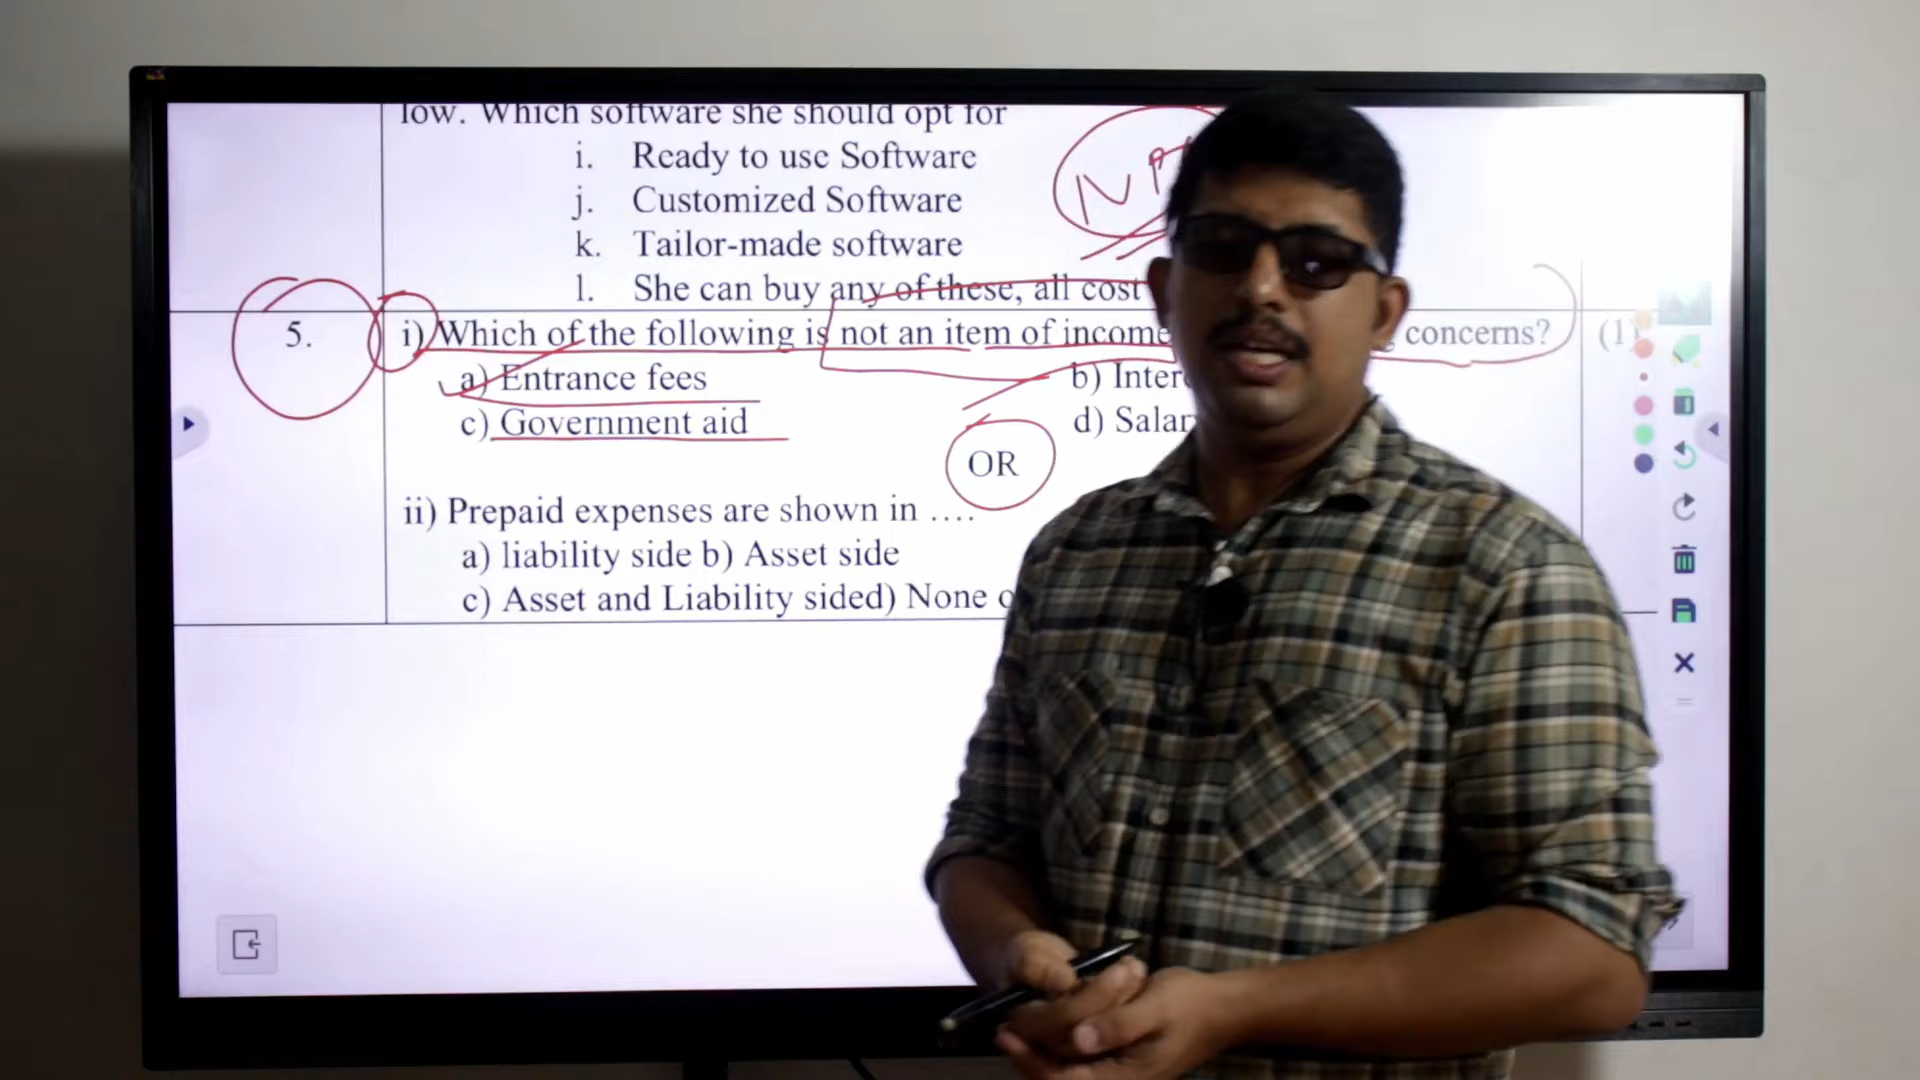 low. Which software she should opt for
i. Ready to use Software
j. Customized Software
k. Tailor-made software
l. She can buy any of these, all cost
5. i) Which of the following is not an item of income concerns? (1)
a) Entrance fees b)
c) Government aid d)
OR
ii) Prepaid expenses are shown in ....
a) liability side b) Asset side
c) Asset and Liability sided) None